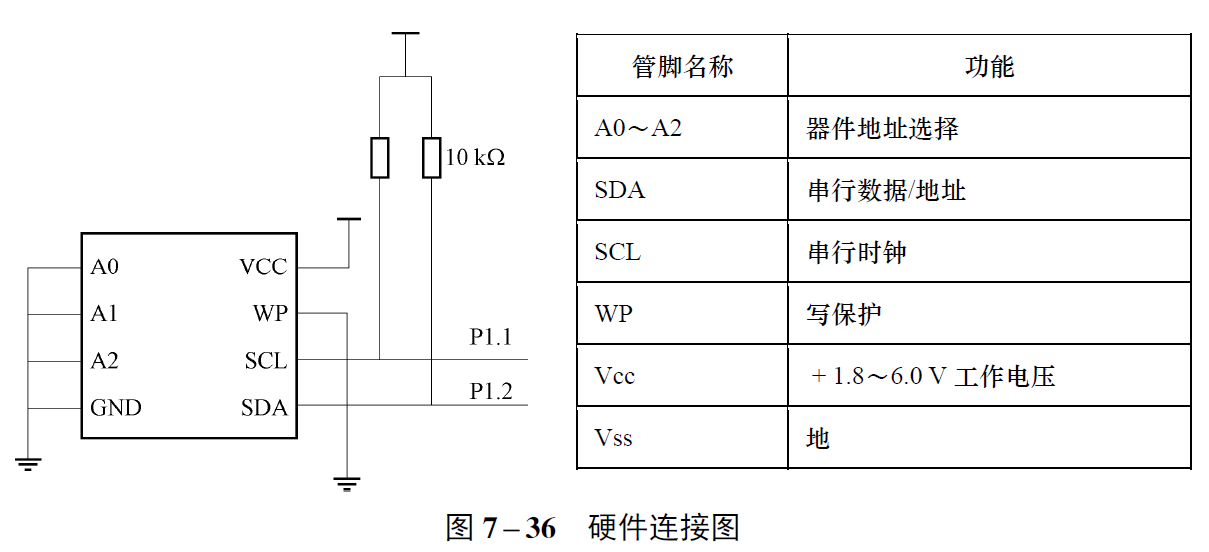 10 kΩ
A0 VCC
A1 WP
A2 SCL
GND SDA
P1.1
P1.2
管脚名称 功能
A0～A2 器件地址选择
SDA 串行数据/地址
SCL 串行时钟
WP 写保护
Vcc + 1.8～6.0 V 工作电压
Vss 地
图 7 – 36 硬件连接图